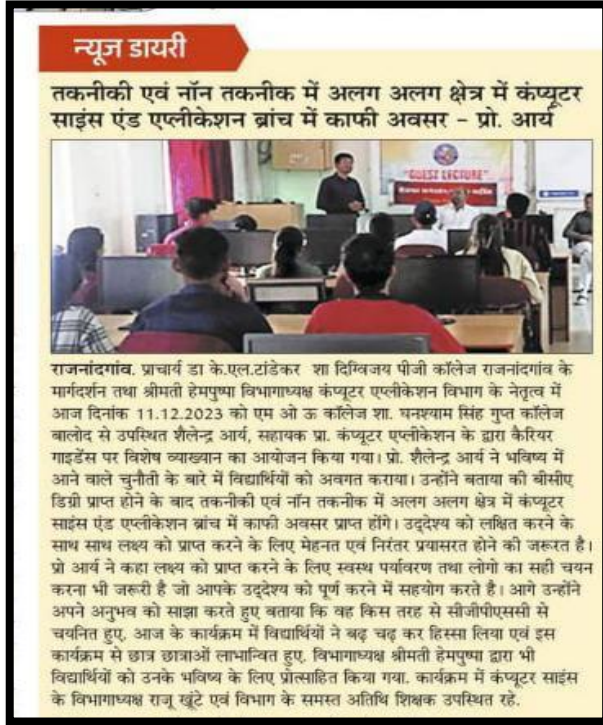 न्यूज डायरी
तकनीकी एवं नॉन तकनीक में अलग अलग क्षेत्र में कंप्यूटर
साइंस एंड एप्लीकेशन ब्रांच में काफी अवसर – प्रो. आर्य
"GUEST LECTURE"
राजनांदगांव. प्राचार्य डा के.एल.टांडेकर शा दिग्विजय पीजी कॉलेज राजनांदगांव के
मार्गदर्शन तथा श्रीमती हेमपुष्पा विभागाध्यक्ष कंप्यूटर एप्लीकेशन विभाग के नेतृत्व में
आज दिनांक 11.12.2023 को एम ओ ऊ कॉलेज शा. घनश्याम सिंह गुप्त कॉलेज
बालोद से उपस्थित शैलेन्द्र आर्य, सहायक प्रा. कंप्यूटर एप्लीकेशन के द्वारा कैरियर
गाइडेंस पर विशेष व्याख्यान का आयोजन किया गया। प्रो. शैलेन्द्र आर्य ने भविष्य में
आने वाले चुनौती के बारे में विद्यार्थियों को अवगत कराया। उन्होंने बताया की बीसीए
डिग्री प्राप्त होने के बाद तकनीकी एवं नॉन तकनीक में अलग अलग क्षेत्र में कंप्यूटर
साइंस एंड एप्लीकेशन ब्रांच में काफी अवसर प्राप्त होंगे। उद्देश्य को लक्षित करने के
साथ साथ लक्ष्य को प्राप्त करने के लिए मेहनत एवं निरंतर प्रयासरत होने की जरूरत है।
प्रो आर्य ने कहा लक्ष्य को प्राप्त करने के लिए स्वस्थ पर्यावरण तथा लोगो का सही चयन
करना भी जरूरी है जो आपके उद्देश्य को पूर्ण करने में सहयोग करते है। आगे उन्होंने
अपने अनुभव को साझा करते हुए बताया कि वह किस तरह से सीजीपीएससी से
चयनित हुए. आज के कार्यक्रम में विद्यार्थियों ने बढ़ चढ़ कर हिस्सा लिया एवं इस
कार्यक्रम से छात्र छात्राओं लाभान्वित हुए. विभागाध्यक्ष श्रीमती हेमपुष्पा द्वारा भी
विद्यार्थियों को उनके भविष्य के लिए प्रोत्साहित किया गया. कार्यक्रम में कंप्यूटर साइंस
के विभागाध्यक्ष राजू खूंटे एवं विभाग के समस्त अतिथि शिक्षक उपस्थित रहे.